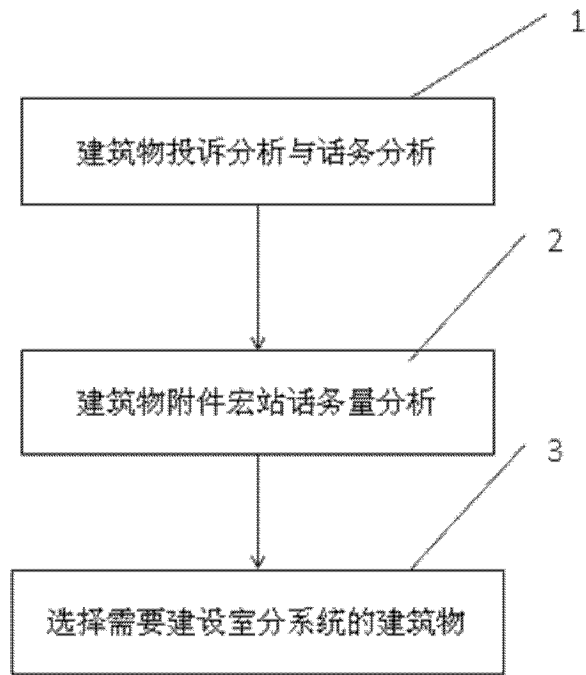 1
建筑物投诉分析与话务分析
2
建筑物附件宏站话务量分析
3
选择需要建设室分系统的建筑物